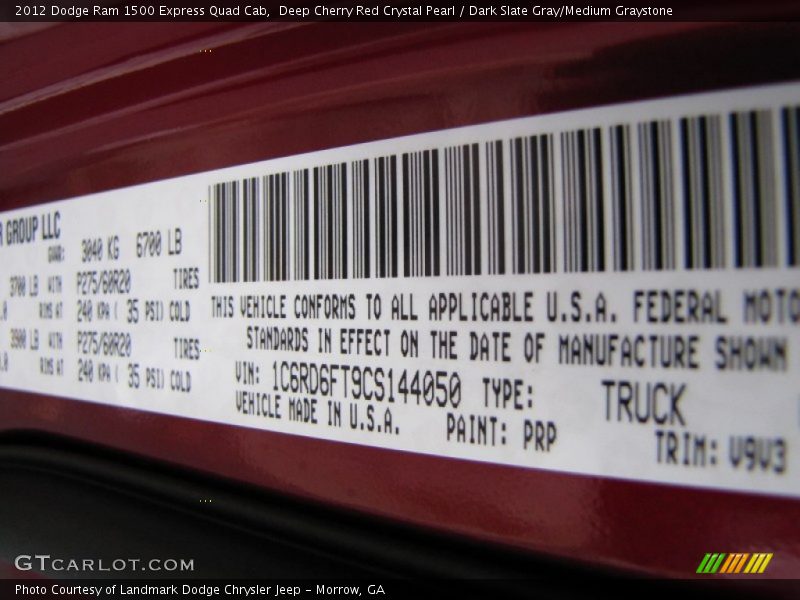 2012 Dodge Ram 1500 Express Quad Cab, Deep Cherry Red Crystal Pearl / Dark Slate Gray/Medium Graystone
R GROUP LLC
GVWR: 3040 KG 6700 LB
3700 LB WITH P275/60R20 TIRES
RIMS AT 240 KPA ( 35 PSI) COLD
3900 LB WITH P275/60R20 TIRES
RIMS AT 240 KPA ( 35 PSI) COLD
THIS VEHICLE CONFORMS TO ALL APPLICABLE U.S.A. FEDERAL MOTO
STANDARDS IN EFFECT ON THE DATE OF MANUFACTURE SHOWN
VIN: 1C6RD6FT9CS144050 TYPE: TRUCK
VEHICLE MADE IN U.S.A. PAINT: PRP TRIM: V9V3
GTCARLOT.COM
Photo Courtesy of Landmark Dodge Chrysler Jeep - Morrow, GA